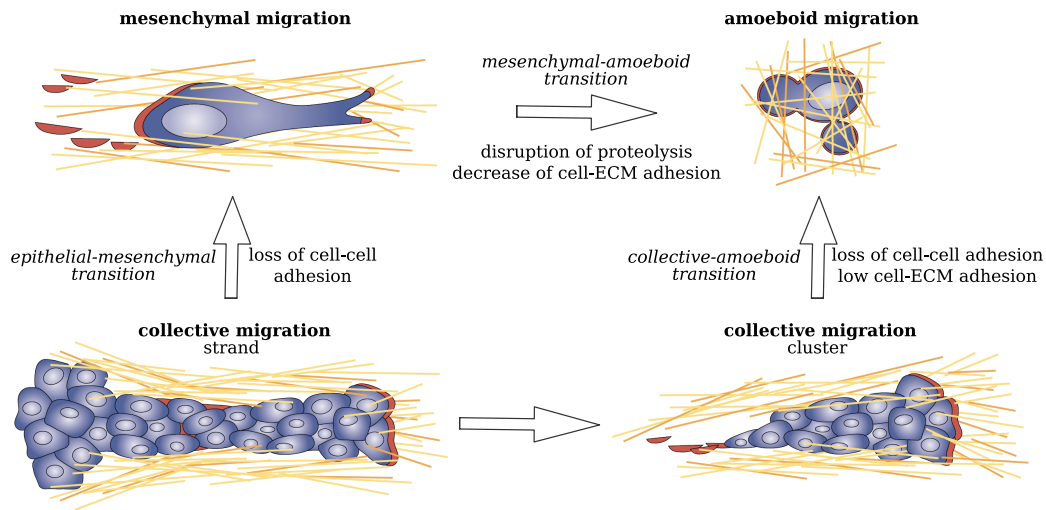 mesenchymal migration
amoeboid migration
mesenchymal-amoeboid
transition
disruption of proteolysis
decrease of cell-ECM adhesion
epithelial-mesenchymal
transition
loss of cell-cell
adhesion
collective-amoeboid
transition
loss of cell-cell adhesion
low cell-ECM adhesion
collective migration
strand
collective migration
cluster